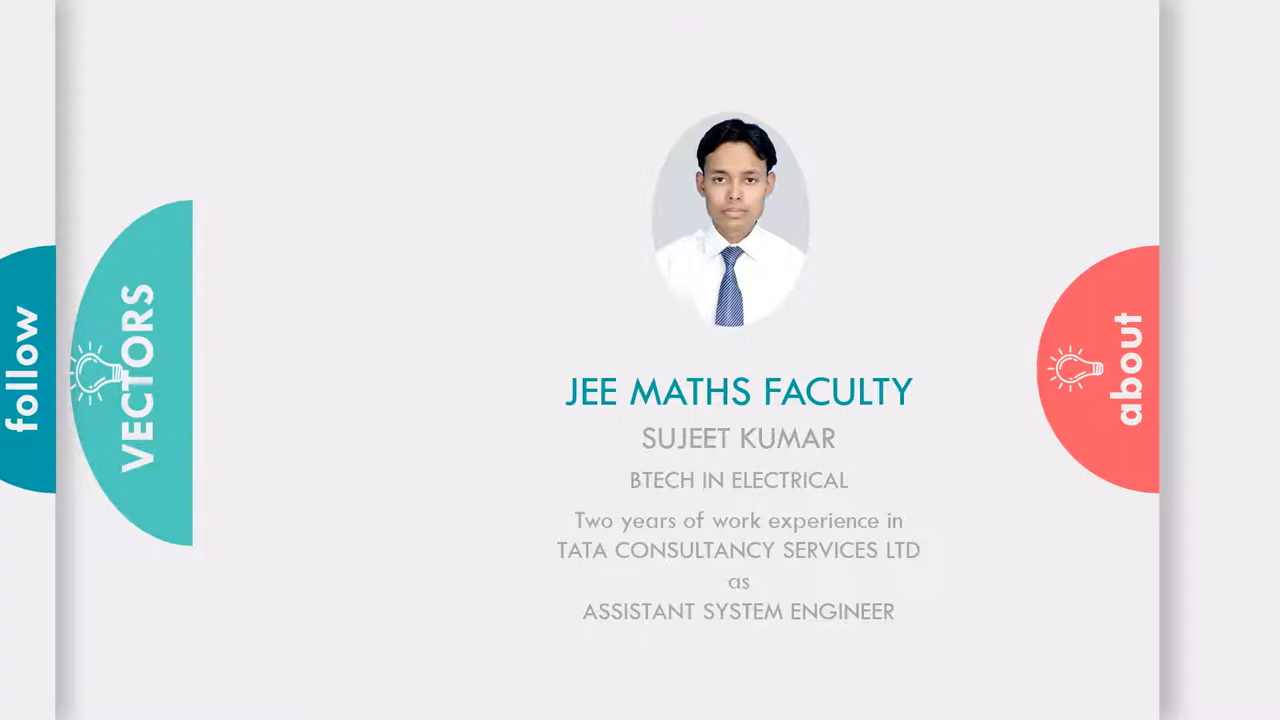 follow
VECTORS
JEE MATHS FACULTY
SUJEET KUMAR
BTECH IN ELECTRICAL
Two years of work experience in
TATA CONSULTANCY SERVICES LTD
as
ASSISTANT SYSTEM ENGINEER
about